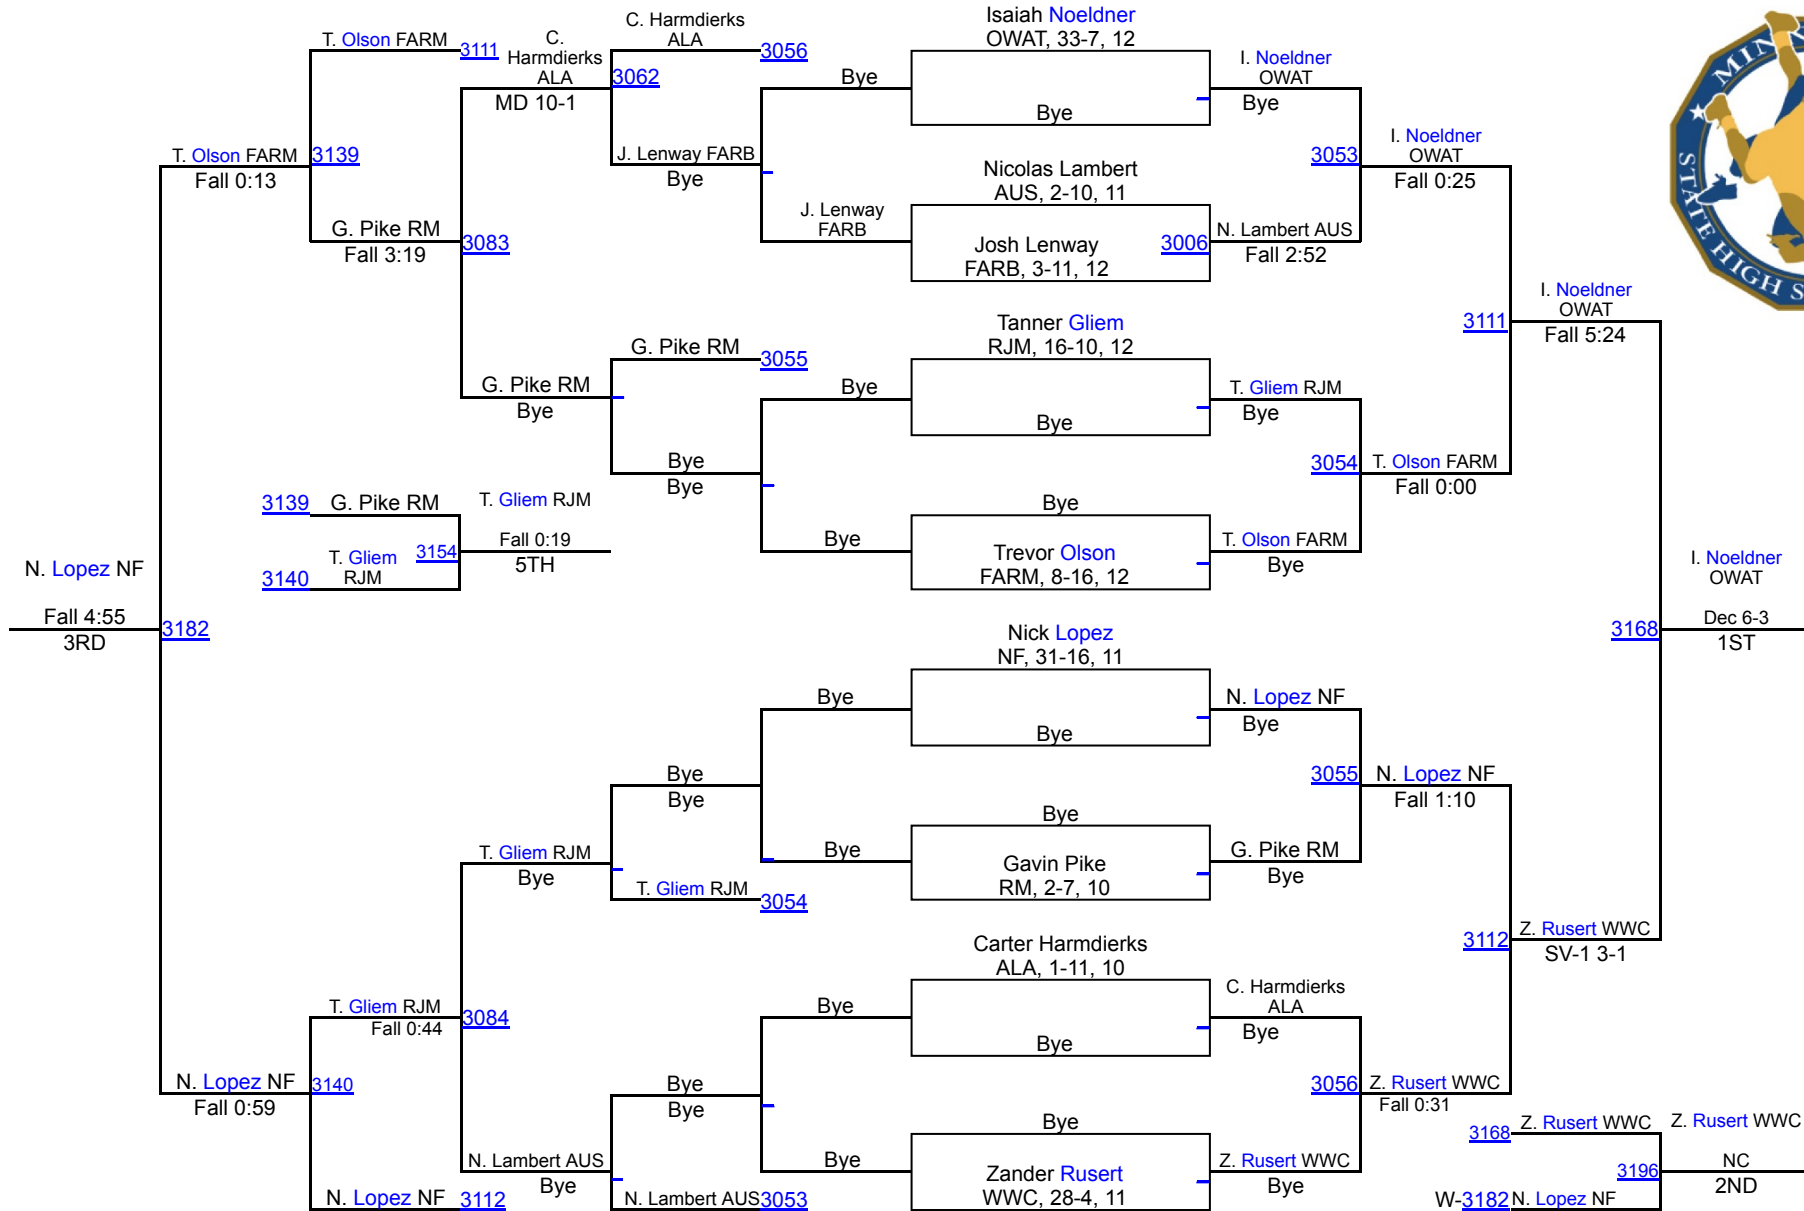 C. Harmdierks
ALA
3056
T. Olson FARM
3111
C.
Harmdierks
ALA
3062
MD 10-1
J. Lenway FARB
Bye
T. Olson FARM
3139
Fall 0:13
G. Pike RM
3083
Fall 3:19
G. Pike RM
3055
G. Pike RM
Bye
Bye
Bye
3139
G. Pike RM
T. Gliem RJM
3154
Fall 0:19
5TH
T. Gliem
RJM
3140
N. Lopez NF
Fall 4:55
3RD
3182
Bye
Bye
T. Gliem RJM
Bye
T. Gliem RJM
3054
T. Gliem RJM
3084
Fall 0:44
N. Lopez NF
3140
Fall 0:59
Bye
Bye
N. Lambert AUS
Bye
N. Lambert AUS
3053
N. Lopez NF
3112
Bye
J. Lenway
FARB
Bye
Bye
Bye
Bye
Bye
Bye
Isaiah Noeldner
OWAT, 33-7, 12
Bye
Nicolas Lambert
AUS, 2-10, 11
Josh Lenway
FARB, 3-11, 12
3006
Tanner Gliem
RJM, 16-10, 12
Bye
Bye
Trevor Olson
FARM, 8-16, 12
Nick Lopez
NF, 31-16, 11
Bye
Bye
Gavin Pike
RM, 2-7, 10
Carter Harmdierks
ALA, 1-11, 10
Bye
Bye
Zander Rusert
WWC, 28-4, 11
I. Noeldner
OWAT
Bye
3053
N. Lambert AUS
Fall 2:52
T. Gliem RJM
Bye
3054
T. Olson FARM
Bye
N. Lopez NF
Bye
3055
G. Pike RM
Bye
C. Harmdierks
ALA
Bye
3056
Z. Rusert WWC
Bye
I. Noeldner
OWAT
Fall 0:25
3111
T. Olson FARM
Fall 0:00
N. Lopez NF
Fall 1:10
3112
Z. Rusert WWC
Fall 0:31
I. Noeldner
OWAT
Fall 5:24
3168
Z. Rusert WWC
SV-1 3-1
I. Noeldner
OWAT
Dec 6-3
1ST
3168
Z. Rusert WWC
Z. Rusert WWC
3196
NC
2ND
W-3182
N. Lopez NF
STATE HIGH